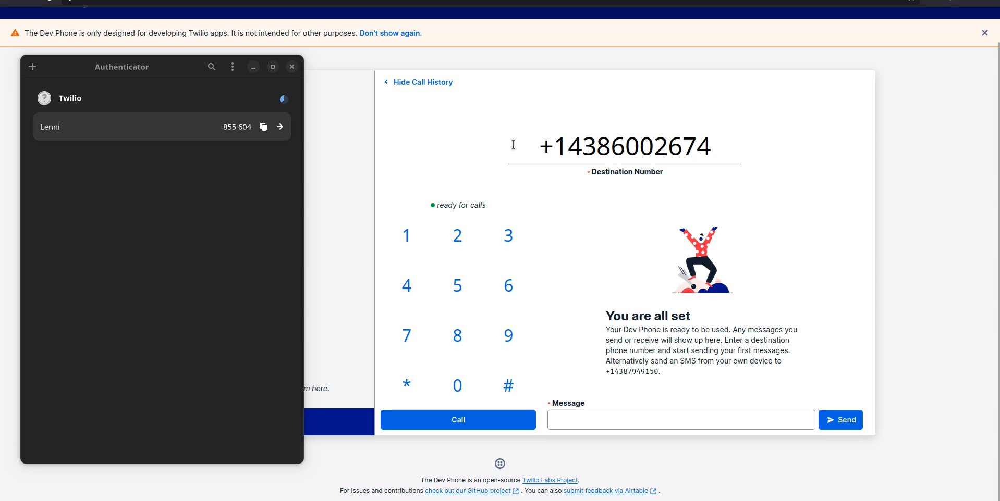 The Dev Phone is only designed for developing Twilio apps. It is not intended for other purposes. Don't show again.
Authenticator
Twilio
Lenni 855 604
m here.
Hide Call History
+14386002674
Destination Number
ready for calls
1 2 3
4 5 6
7 8 9
* 0 #
Call
You are all set
Your Dev Phone is ready to be used. Any messages you
send or receive will show up here. Enter a destination
phone number and start sending your first messages.
Alternatively send an SMS from your own device to
+14387949150.
Message
Send
The Dev Phone is an open-source Twilio Labs Project.
For issues and contributions check out our GitHub project . You can also submit feedback via Airtable .